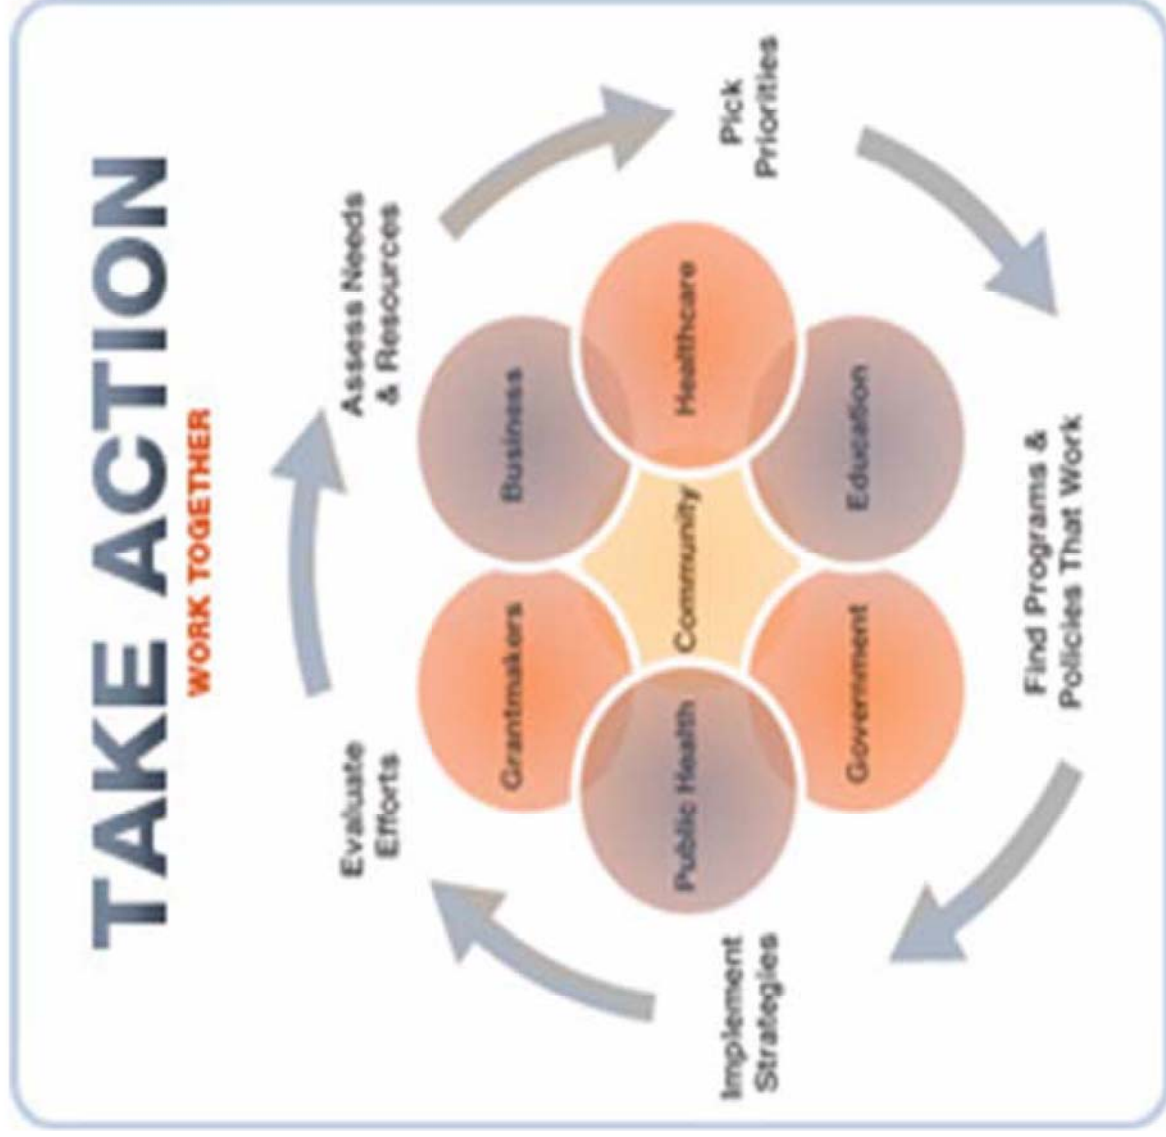 TAKE ACTION
WORK TOGETHER
Assess Needs
& Resources
Pick
Priorities
Find Programs &
Policies That Work
Implement
Strategies
Evaluate
Efforts
Grantmakers
Business
Public Health
Community
Healthcare
Government
Education